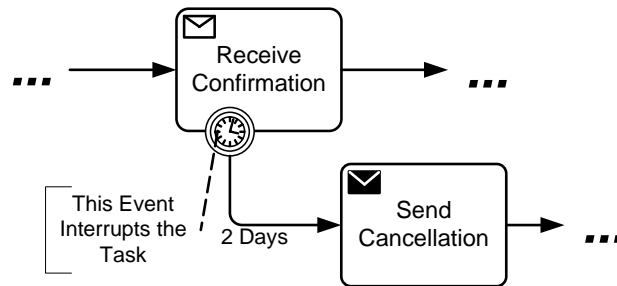 Receive
Confirmation
...
...
This Event
Interrupts the
Task
2 Days
Send
Cancellation
...